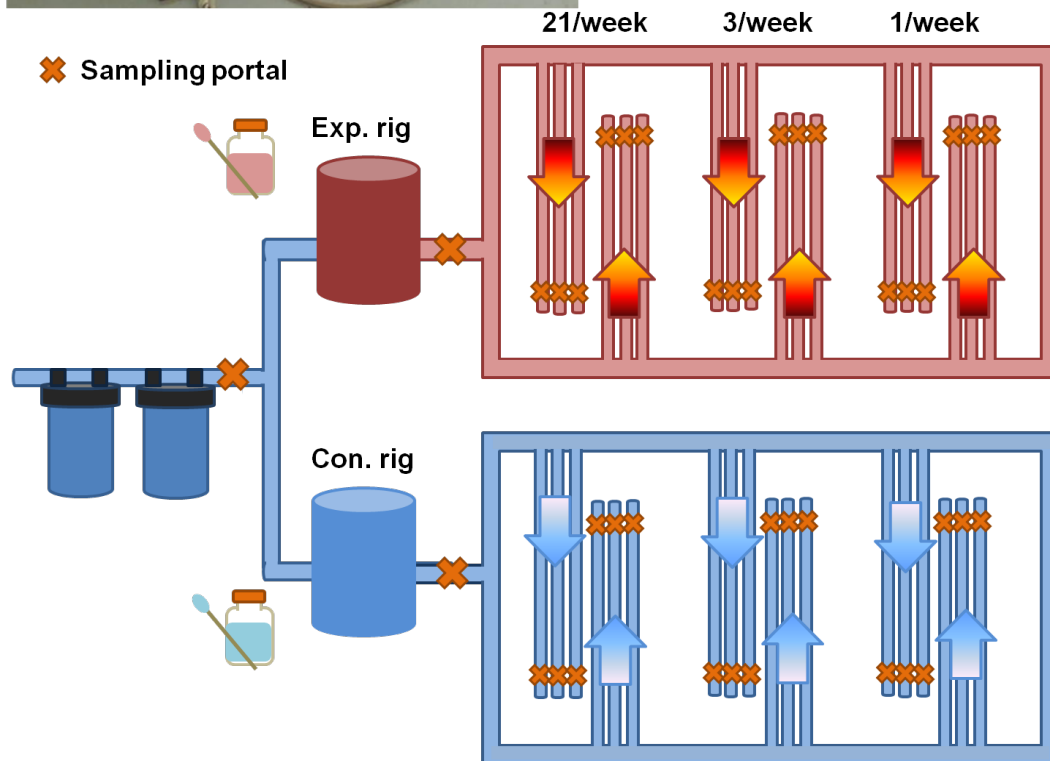 21/week 3/week 1/week
Sampling portal
Exp. rig
Con. rig